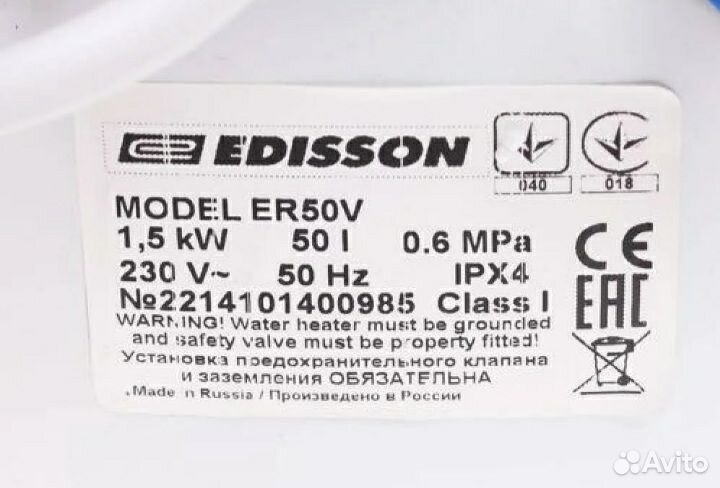 EDISSON
040 018
MODEL ER50V
1,5 kW 50 l 0.6 MPa
230 V~ 50 Hz IPX4
№2214101400985 Class I
CE
EAC
WARNING! Water heater must be grounded
and safety valve must be property fitted!
Установка предохранительного клапана
и заземления ОБЯЗАТЕЛЬНА
Made in Russia / Произведено в России
Avito